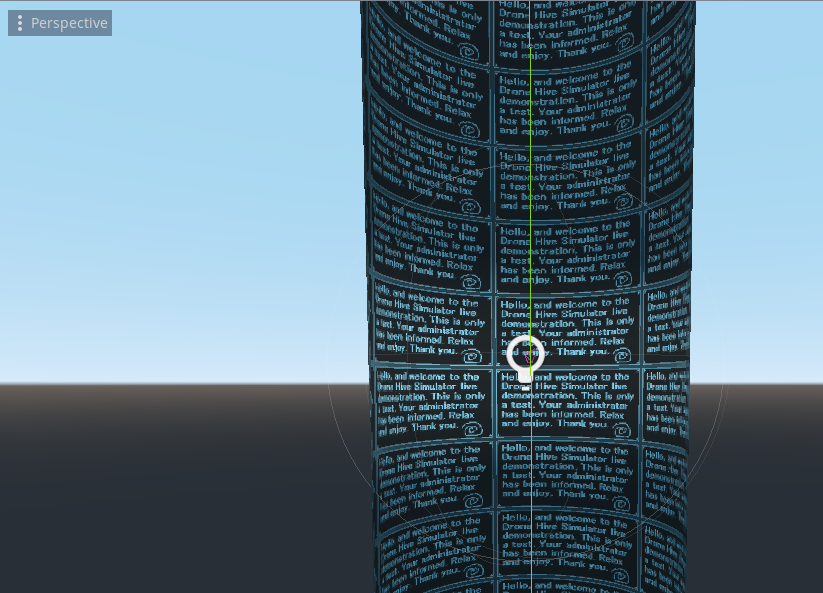 Perspective
Hello, and welcome to the
Drone Hive Simulator live
demonstration. This is only
a test. Your administrator
has been informed. Relax
and enjoy. Thank you.